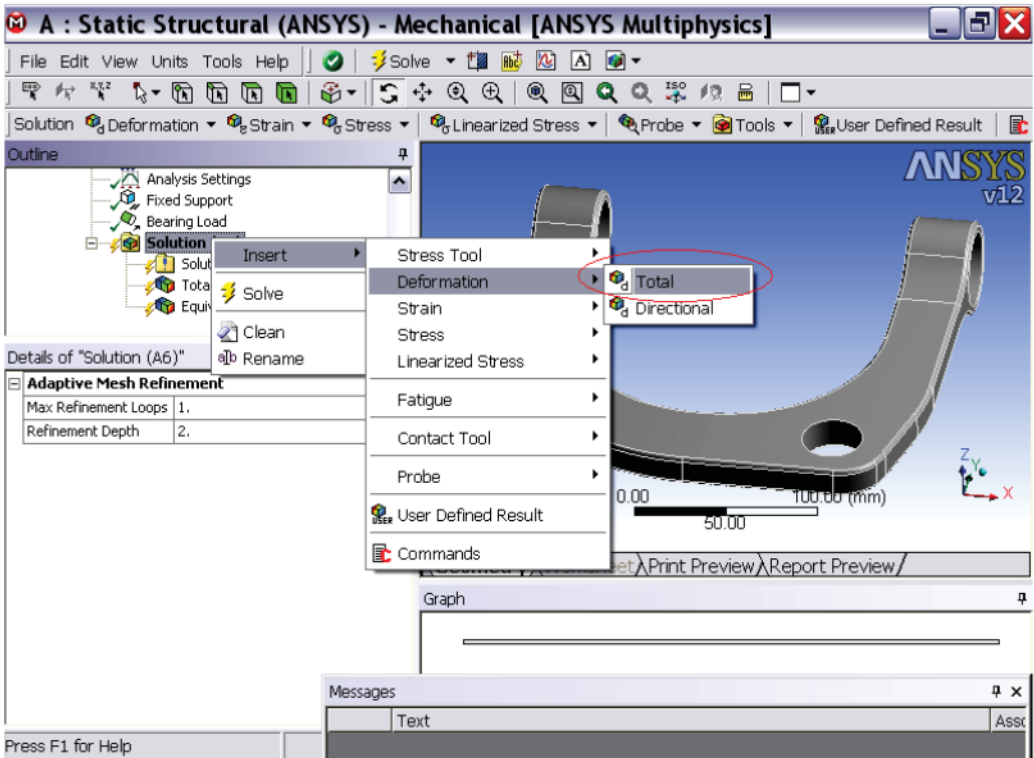 A : Static Structural (ANSYS) - Mechanical [ANSYS Multiphysics]
File Edit View Units Tools Help Solve
Solution Deformation Strain Stress Linearized Stress Probe Tools User Defined Result
Outline
Analysis Settings
Fixed Support
Bearing Load
Solution
Solut
Tota
Equiv
Insert
Solve
Clean
Rename
Stress Tool
Deformation
Strain
Stress
Linearized Stress
Fatigue
Contact Tool
Probe
User Defined Result
Commands
Total
Directional
ANSYS
v12
Details of "Solution (A6)"
Adaptive Mesh Refinement
Max Refinement Loops 1.
Refinement Depth 2.
Z
Y
X
0.00 100.00 (mm)
50.00
Print Preview Report Preview
Graph
Messages
Text Asso
Press F1 for Help